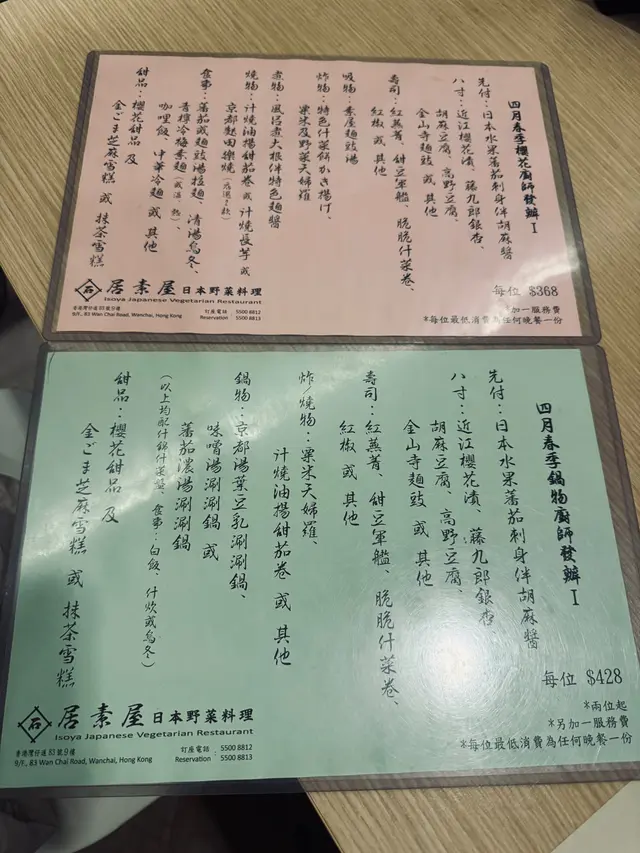 四月春季櫻花廚師發辦 I
先付：日本水果蕃茄刺身伴胡麻醬
八寸：近江櫻花漬、藤九郎銀杏、
胡麻豆腐、高野豆腐、
金山寺麵豉 或 其他
壽司：紅蕪菁、甜豆軍艦、脆脆什菜卷、
紅椒 或 其他
吸物：素屋麵豉湯
炸物：特色什菜餅かき揚げ、
粟米及野菜天婦羅
煮物：風呂煮大根伴特色麵醬
燒物：汁燒油揚甜茄卷 或 汁燒長芋 或
京都麩田樂燒
食事：蕃茄或麵豉湯拉麵、清湯烏冬、
青檸冷梅素麵
咖哩飯、中華冷麵 或 其他
甜品：櫻花甜品 及
金ごま芝麻雪糕 或 抹茶雪糕
每位 $368
另加一服務費
*每位最低消費為任何晚餐一份
居素屋 日本野菜料理
Isoya Japanese Vegetarian Restaurant
香港灣仔道83號9樓
9/F., 83 Wan Chai Road, Wanchai, Hong Kong
訂座電話 : 5500 8812
Reservation 5500 8813
四月春季鍋物廚師發辦 I
先付：日本水果蕃茄刺身伴胡麻醬
八寸：近江櫻花漬、藤九郎銀杏
胡麻豆腐、高野豆腐、
金山寺麵豉 或 其他
壽司：紅蕪菁、甜豆軍艦、脆脆什菜卷、
紅椒 或 其他
炸/燒物：粟米天婦羅、
汁燒油揚甜茄卷 或 其他
鍋物：京都湯葉豆乳涮涮鍋、
味噌湯涮涮鍋 或
蕃茄濃湯涮涮鍋
(以上均配什錦什菜盤、食事：白飯、什炊或烏冬)
甜品：櫻花甜品 及
金ごま芝麻雪糕 或 抹茶雪糕
每位 $428
*兩位起
*另加一服務費
*每位最低消費為任何晚餐一份
石
居素屋 日本野菜料理
Isoya Japanese Vegetarian Restaurant
香港灣仔道83號9樓
9/F., 83 Wan Chai Road, Wanchai, Hong Kong
訂座電話 : 5500 8812
Reservation 5500 8813